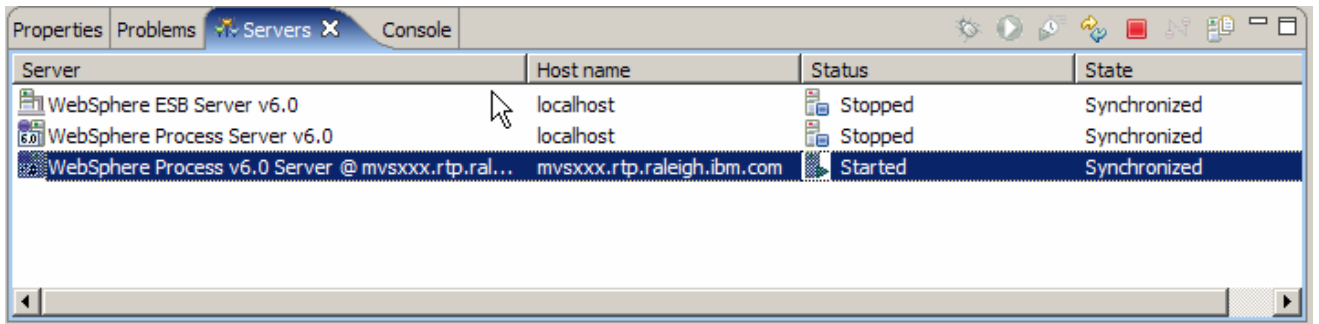 Properties Problems Servers Console
Server Host name Status State
WebSphere ESB Server v6.0 localhost Stopped Synchronized
6.0 WebSphere Process Server v6.0 localhost Stopped Synchronized
WebSphere Process v6.0 Server @ mvsxxx.rtp.ral... mvsxxx.rtp.raleigh.ibm.com Started Synchronized